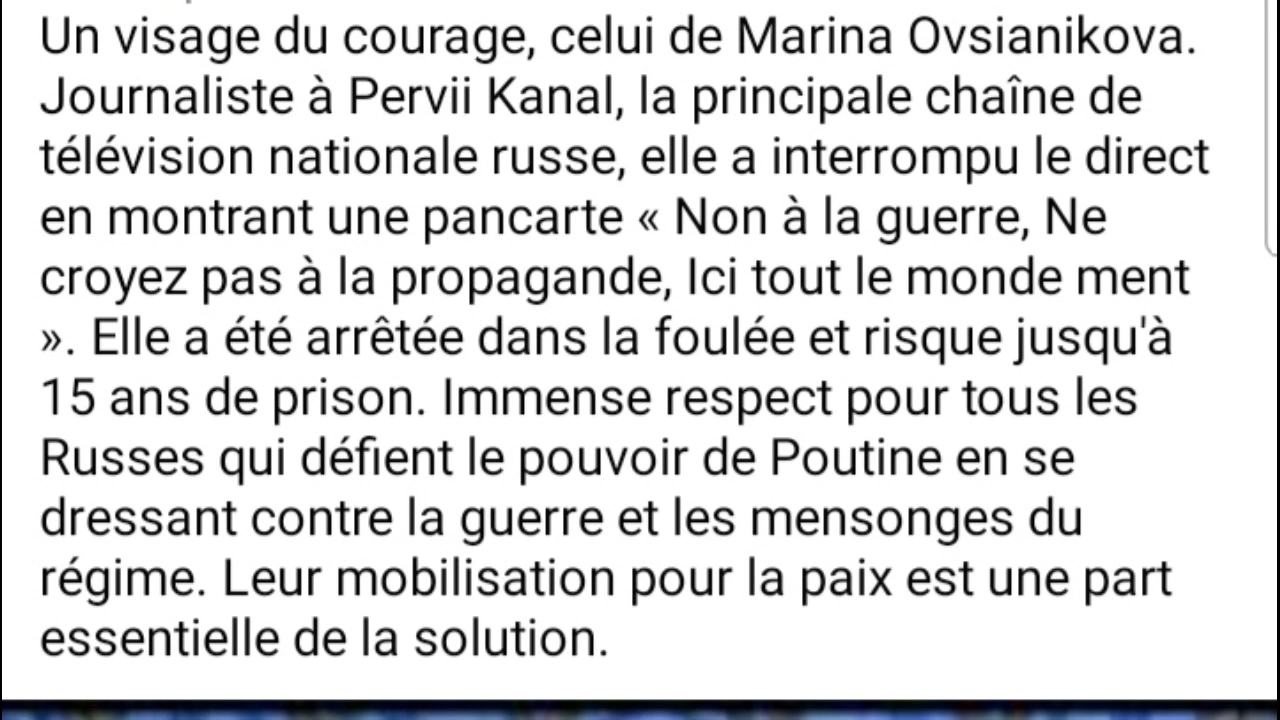 Un visage du courage, celui de Marina Ovsianikova.
Journaliste à Pervii Kanal, la principale chaîne de
télévision nationale russe, elle a interrompu le direct
en montrant une pancarte « Non à la guerre, Ne
croyez pas à la propagande, Ici tout le monde ment
». Elle a été arrêtée dans la foulée et risque jusqu'à
15 ans de prison. Immense respect pour tous les
Russes qui défient le pouvoir de Poutine en se
dressant contre la guerre et les mensonges du
régime. Leur mobilisation pour la paix est une part
essentielle de la solution.